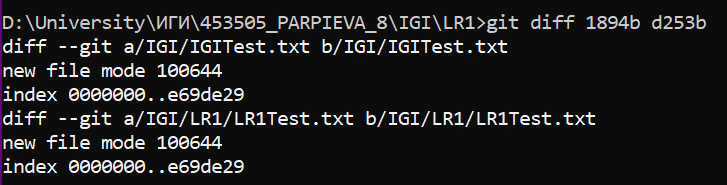 D:\University\ИГИ\453505_PARPIEVA_8\IGI\LR1>git diff 1894b d253b
diff --git a/IGI/IGITest.txt b/IGI/IGITest.txt
new file mode 100644
index 0000000..e69de29
diff --git a/IGI/LR1/LR1Test.txt b/IGI/LR1/LR1Test.txt
new file mode 100644
index 0000000..e69de29